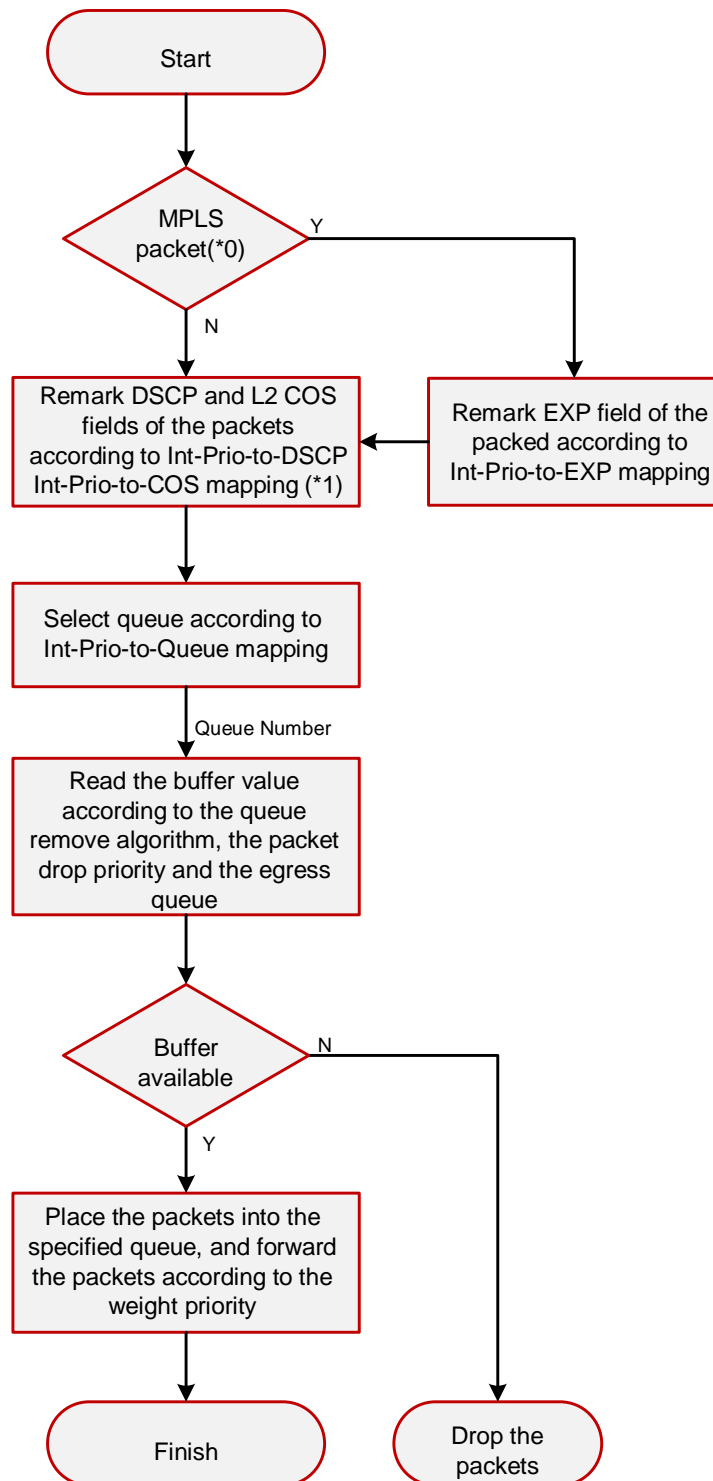 Start
MPLS
packet(*0)
Y
N
Remark DSCP and L2 COS
fields of the packets
according to Int-Prio-to-DSCP
Int-Prio-to-COS mapping (*1)
Remark EXP field of the
packed according to
Int-Prio-to-EXP mapping
Select queue according to
Int-Prio-to-Queue mapping
Queue Number
Read the buffer value
according to the queue
remove algorithm, the packet
drop priority and the egress
queue
Buffer
available
N
Y
Place the packets into the
specified queue, and forward
the packets according to the
weight priority
Finish
Drop the
packets